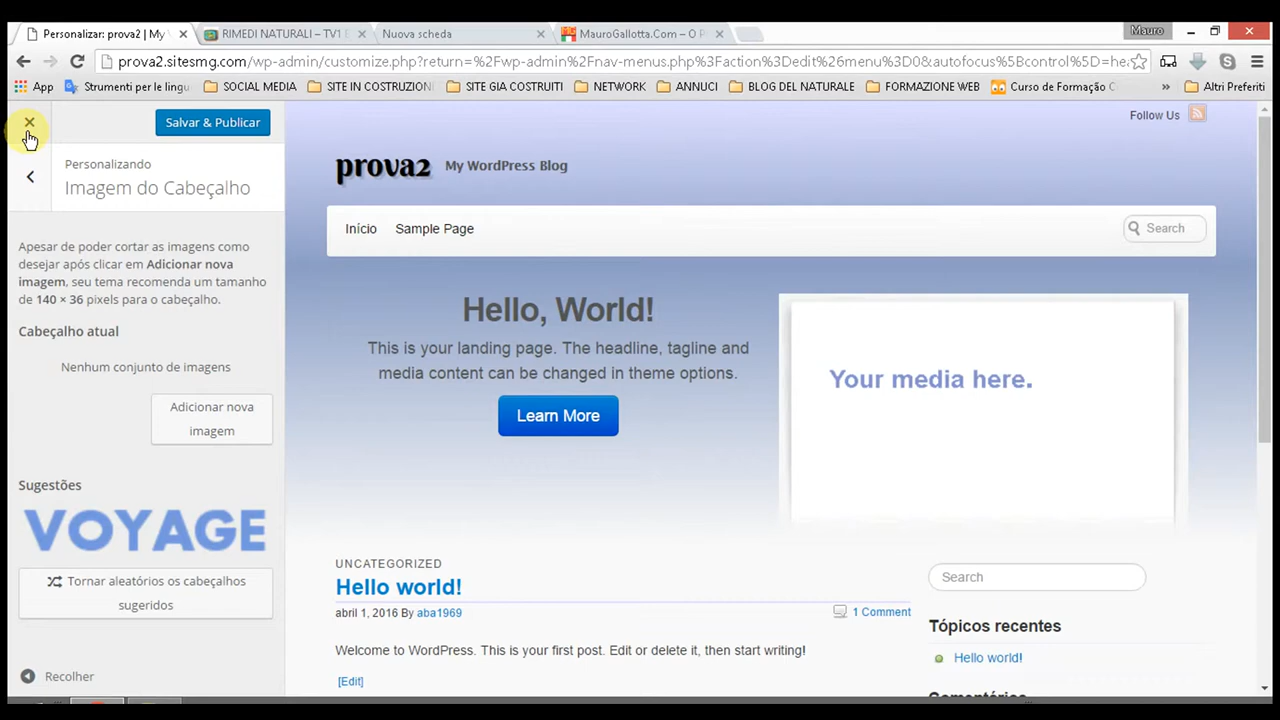 Personalizar: prova2 | My W
RIMEDI NATURALI – TV1 E
Nuova scheda
MauroGallotta.Com – O P
Mauro
prova2.sitesmg.com/wp-admin/customize.php?return=%2Fwp-admin%2Fnav-menus.php%3Faction%3Dedit%26menu%3D0&autofocus%5Bcontrol%5D=he
App
Strumenti per le lingu
SOCIAL MEDIA
SITE IN COSTRUZION
SITE GIA COSTRUITI
NETWORK
ANNUCI
BLOG DEL NATURALE
FORMAZIONE WEB
Curso de Formação C
Altri Preferiti
Salvar & Publicar
Personalizando
Imagem do Cabeçalho
Apesar de poder cortar as imagens como
desejar após clicar em Adicionar nova
imagem, seu tema recomenda um tamanho
de 140 × 36 pixels para o cabeçalho.
Cabeçalho atual
Nenhum conjunto de imagens
Adicionar nova
imagem
Sugestões
VOYAGE
Tornar aleatórios os cabeçalhos
sugeridos
Recolher
Follow Us
prova2 My WordPress Blog
Início Sample Page
Search
Hello, World!
This is your landing page. The headline, tagline and
media content can be changed in theme options.
Learn More
Your media here.
UNCATEGORIZED
Hello world!
abril 1, 2016 By aba1969
1 Comment
Welcome to WordPress. This is your first post. Edit or delete it, then start writing!
[Edit]
Search
Tópicos recentes
Hello world!
Comentários